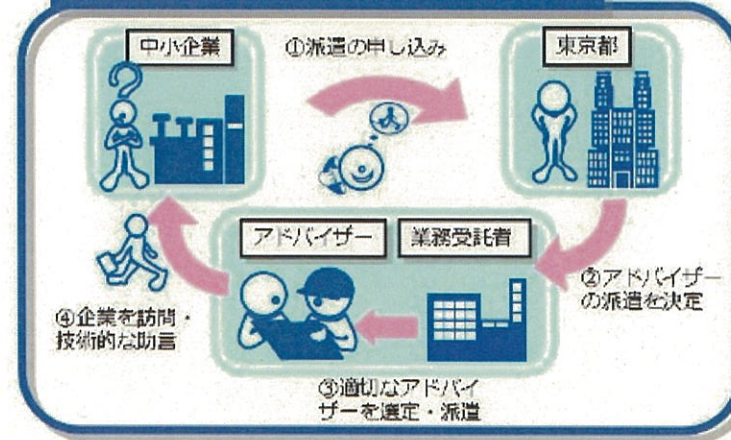 中小企業
①派遣の申し込み
東京都
アドバイザー
業務受託者
②アドバイザー
の派遣を決定
④企業を訪問・
技術的な助言
③適切なアドバイ
ザーを選定・派遣